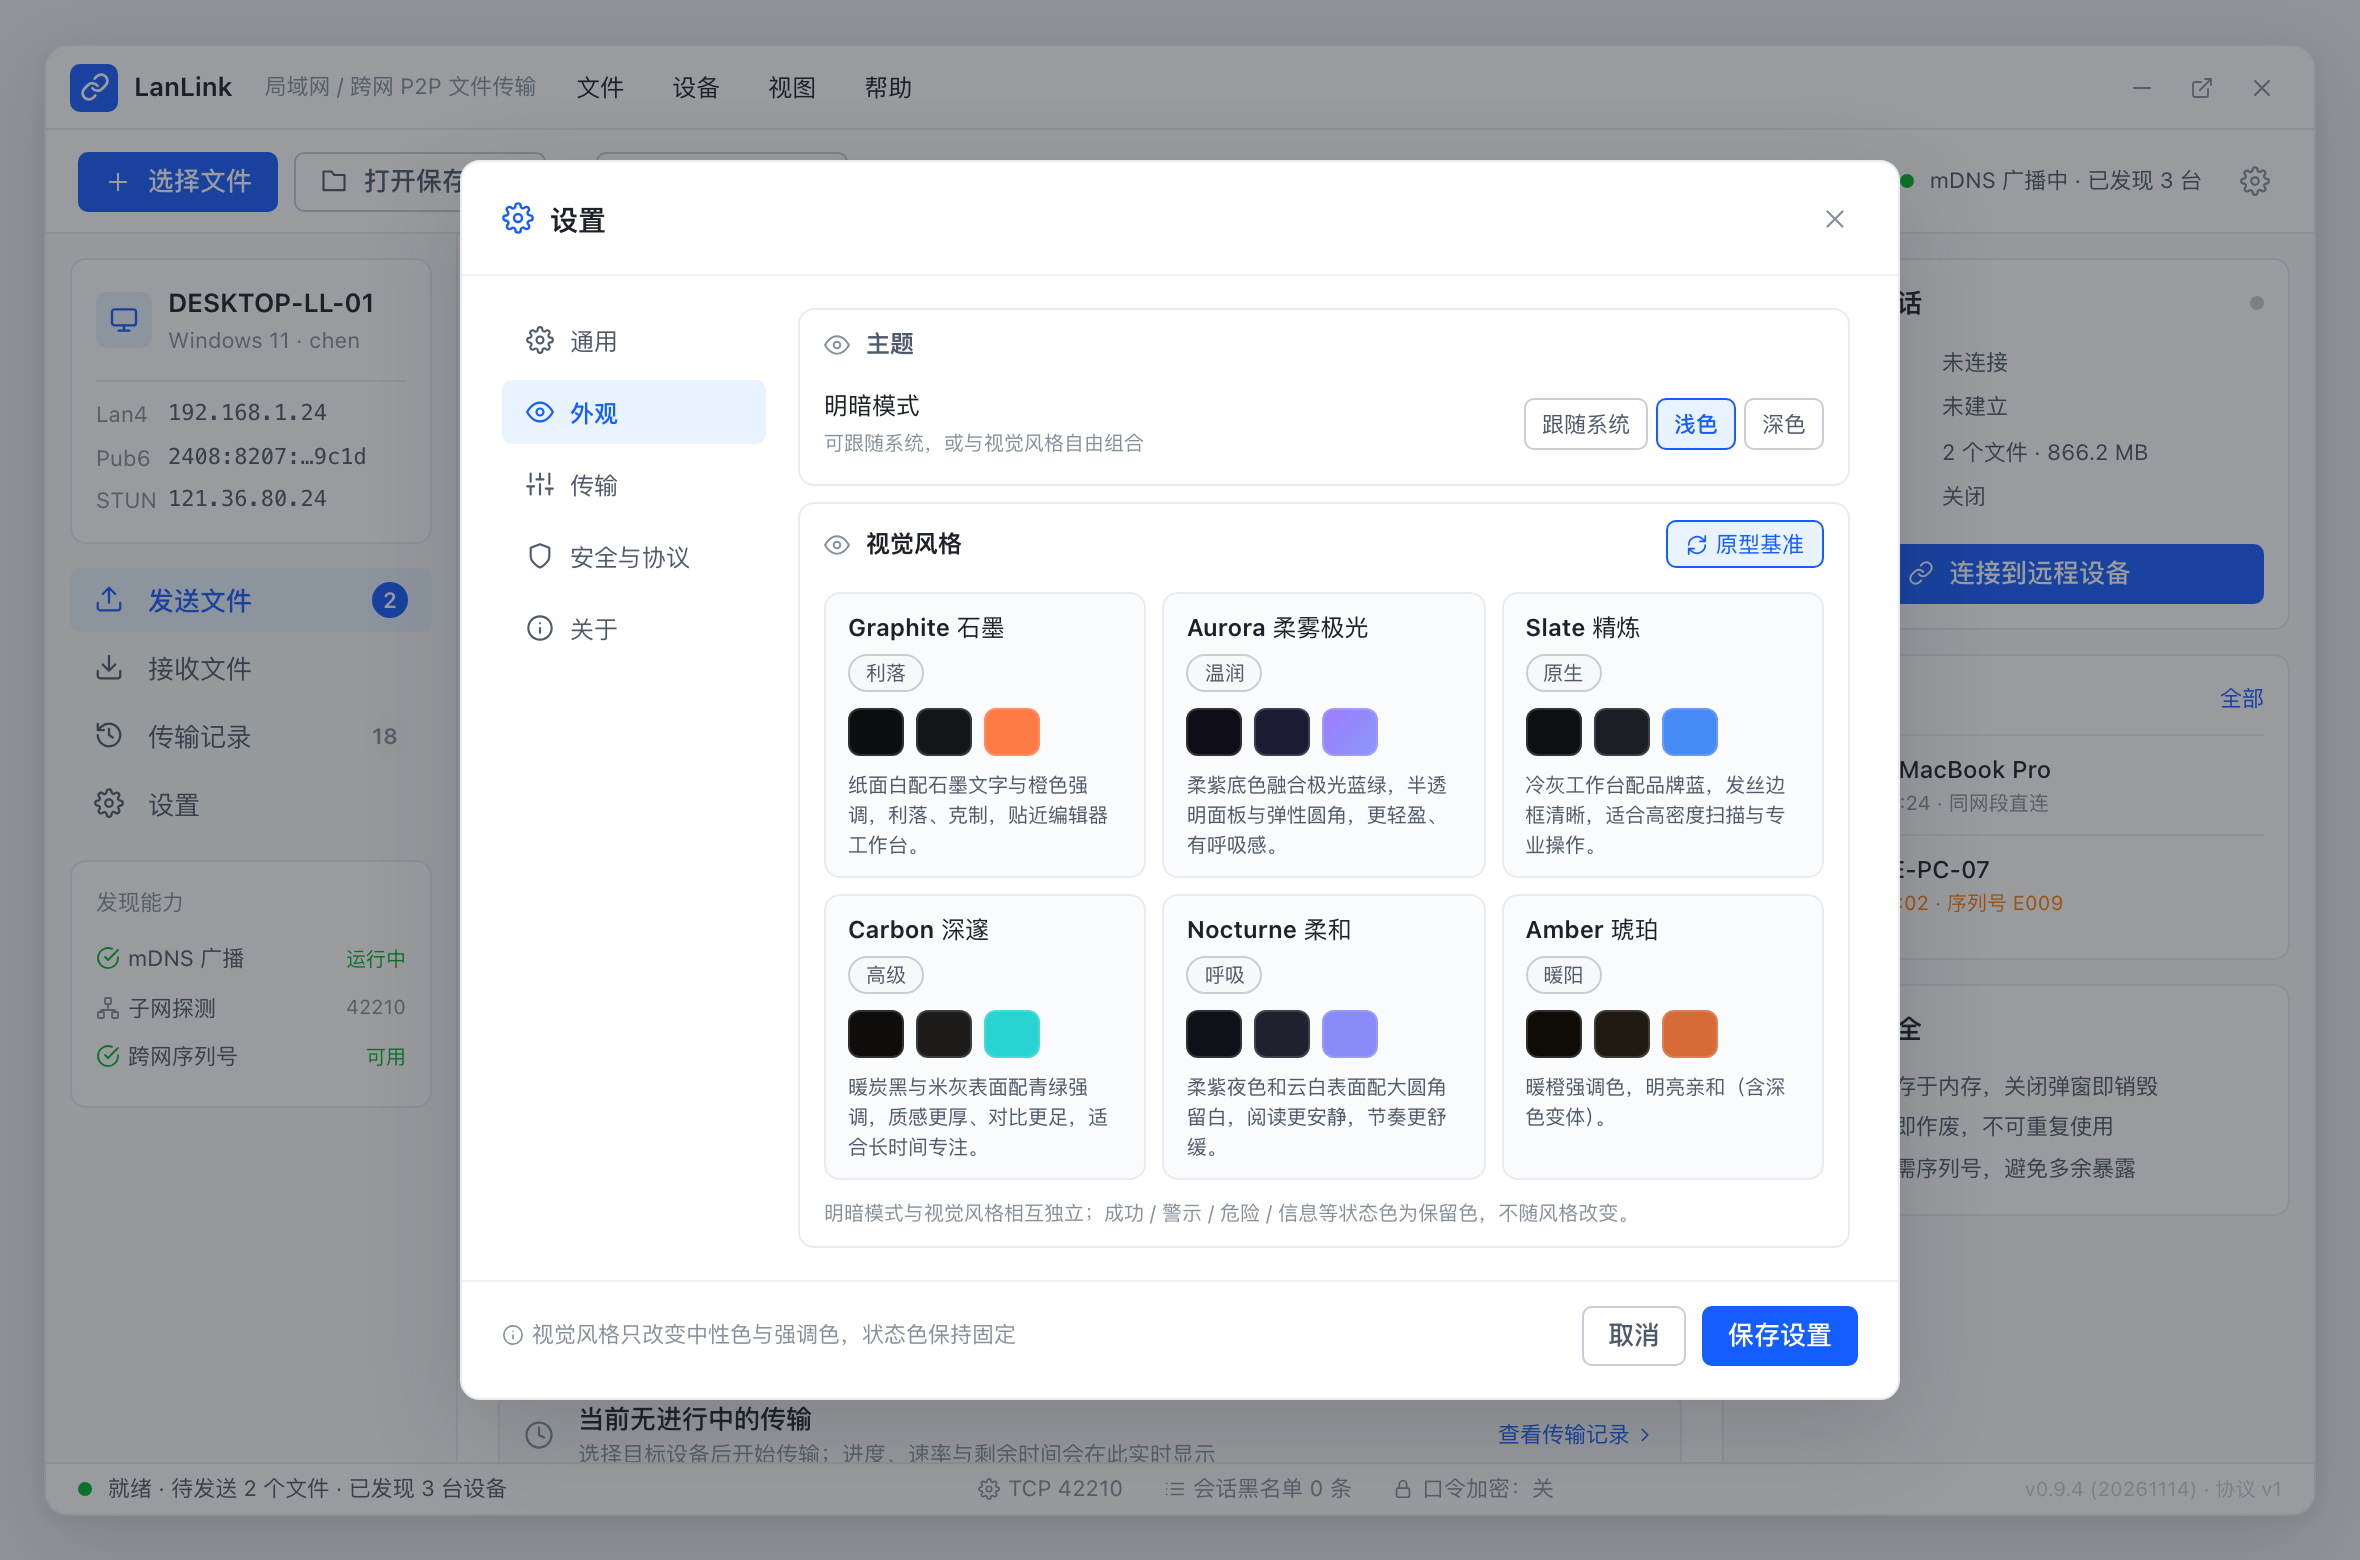 LanLink 局域网 / 跨网 P2P 文件传输 文件 设备 视图 帮助
选择文件 打开保存
mDNS 广播中 · 已发现 3 台
DESKTOP-LL-01
Windows 11 · chen
Lan4 192.168.1.24
Pub6 2408:8207:…9c1d
STUN 121.36.80.24
发送文件 2
接收文件
传输记录 18
设置
发现能力
mDNS 广播 运行中
子网探测 42210
跨网序列号 可用
设置
通用
外观
传输
安全与协议
关于
主题
明暗模式
可跟随系统，或与视觉风格自由组合
跟随系统 浅色 深色
视觉风格
原型基准
Graphite 石墨
利落
纸面白配石墨文字与橙色强
调，利落、克制，贴近编辑器
工作台。
Aurora 柔雾极光
温润
柔紫底色融合极光蓝绿，半透
明面板与弹性圆角，更轻盈、
有呼吸感。
Slate 精炼
原生
冷灰工作台配品牌蓝，发丝边
框清晰，适合高密度扫描与专
业操作。
Carbon 深邃
高级
暖炭黑与米灰表面配青绿强
调，质感更厚、对比更足，适
合长时间专注。
Nocturne 柔和
呼吸
柔紫夜色和云白表面配大圆角
留白，阅读更安静，节奏更舒
缓。
Amber 琥珀
暖阳
暖橙强调色，明亮亲和（含深
色变体）。
明暗模式与视觉风格相互独立；成功 / 警示 / 危险 / 信息等状态色为保留色，不随风格改变。
视觉风格只改变中性色与强调色，状态色保持固定
取消 保存设置
话
未连接
未建立
2 个文件 · 866.2 MB
关闭
连接到远程设备
全部
MacBook Pro
:24 · 同网段直连
E-PC-07
:02 · 序列号 E009
全
存于内存，关闭弹窗即销毁
即作废，不可重复使用
需序列号，避免多余暴露
当前无进行中的传输
选择目标设备后开始传输；进度、速率与剩余时间会在此实时显示
查看传输记录
就绪 · 待发送 2 个文件 · 已发现 3 台设备
TCP 42210 会话黑名单 0 条 口令加密：关
v0.9.4 (20261114) · 协议 v1